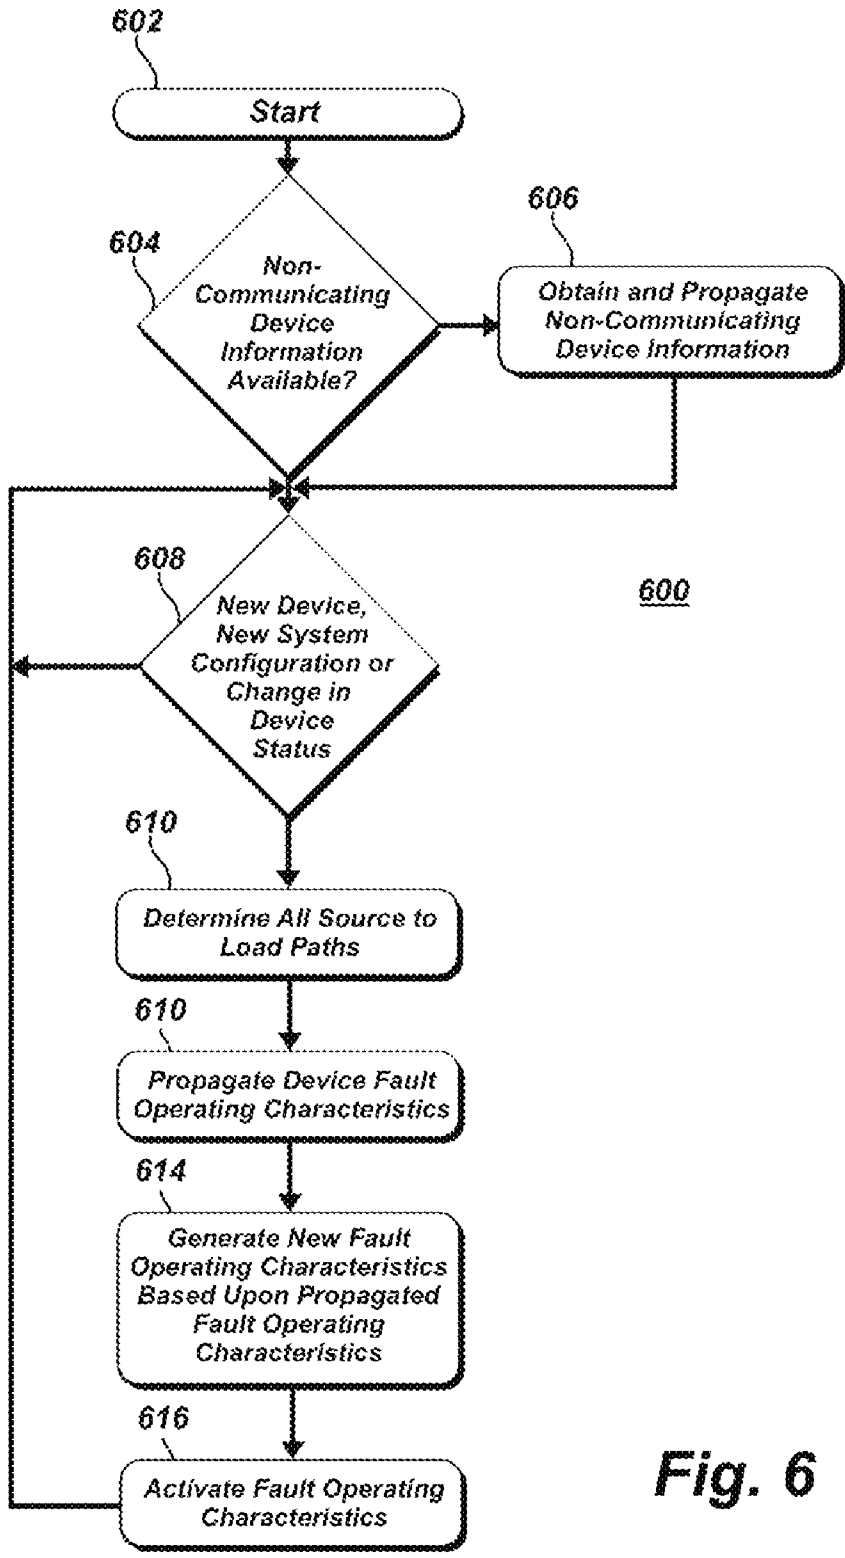 602
Start
604
Non-
Communicating
Device
Information
Available?
606
Obtain and Propagate
Non-Communicating
Device Information
608
New Device,
New System
Configuration or
Change in
Device
Status
600
610
Determine All Source to
Load Paths
610
Propagate Device Fault
Operating Characteristics
614
Generate New Fault
Operating Characteristics
Based Upon Propagated
Fault Operating
Characteristics
616
Activate Fault Operating
Characteristics
Fig. 6